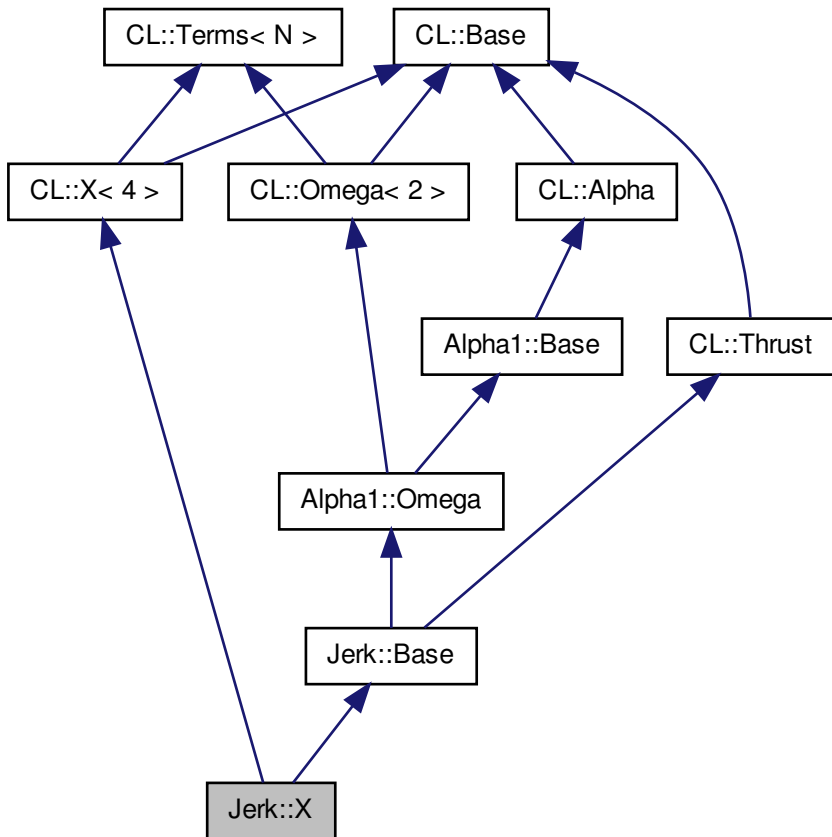 CL::Terms< N >
CL::Base
CL::X< 4 >
CL::Omega< 2 >
CL::Alpha
Alpha1::Base
CL::Thrust
Alpha1::Omega
Jerk::Base
Jerk::X